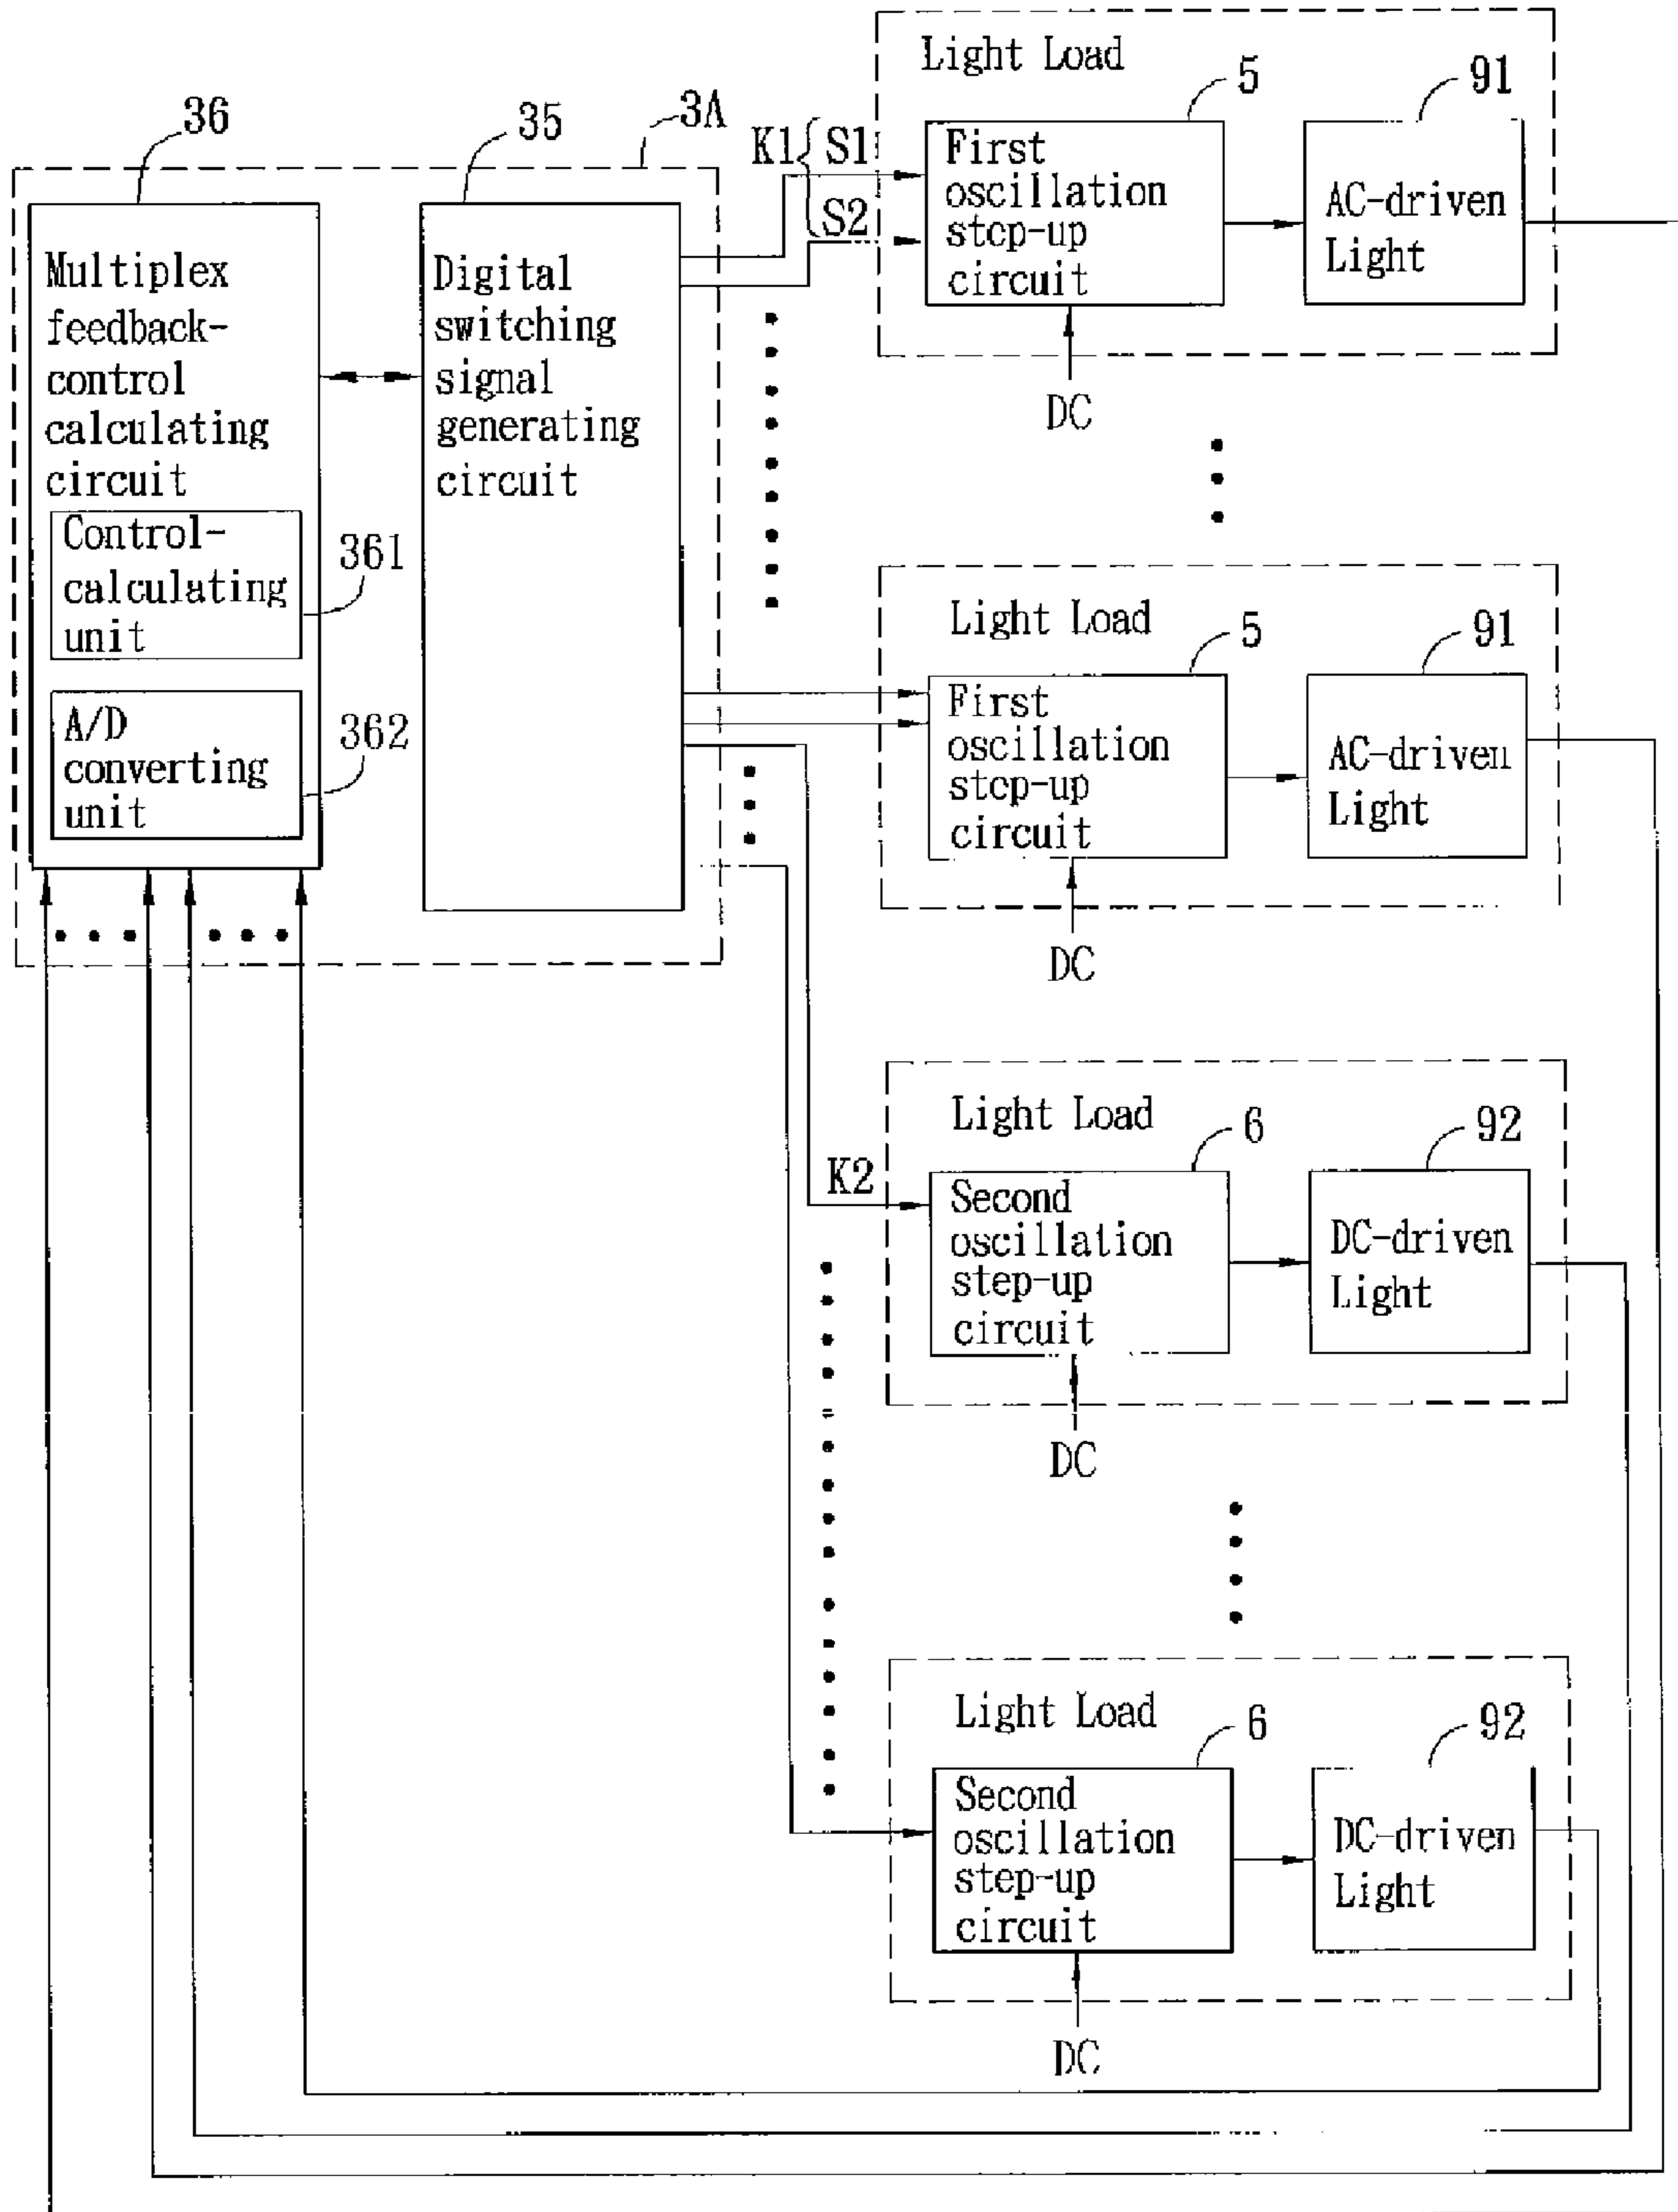 36
35
3A
Multiplex
feedback-
control
calculating
circuit
Control-
calculating
unit
361
A/D
converting
unit
362
Digital
switching
signal
generating
circuit
K1
S1
S2
Light Load
5
91
First
oscillation
step-up
circuit
AC-driven
Light
DC
Light Load
5
91
First
oscillation
step-up
circuit
AC-driven
Light
DC
Light Load
6
92
K2
Second
oscillation
step-up
circuit
DC-driven
Light
DC
Light Load
6
92
Second
oscillation
step-up
circuit
DC-driven
Light
DC